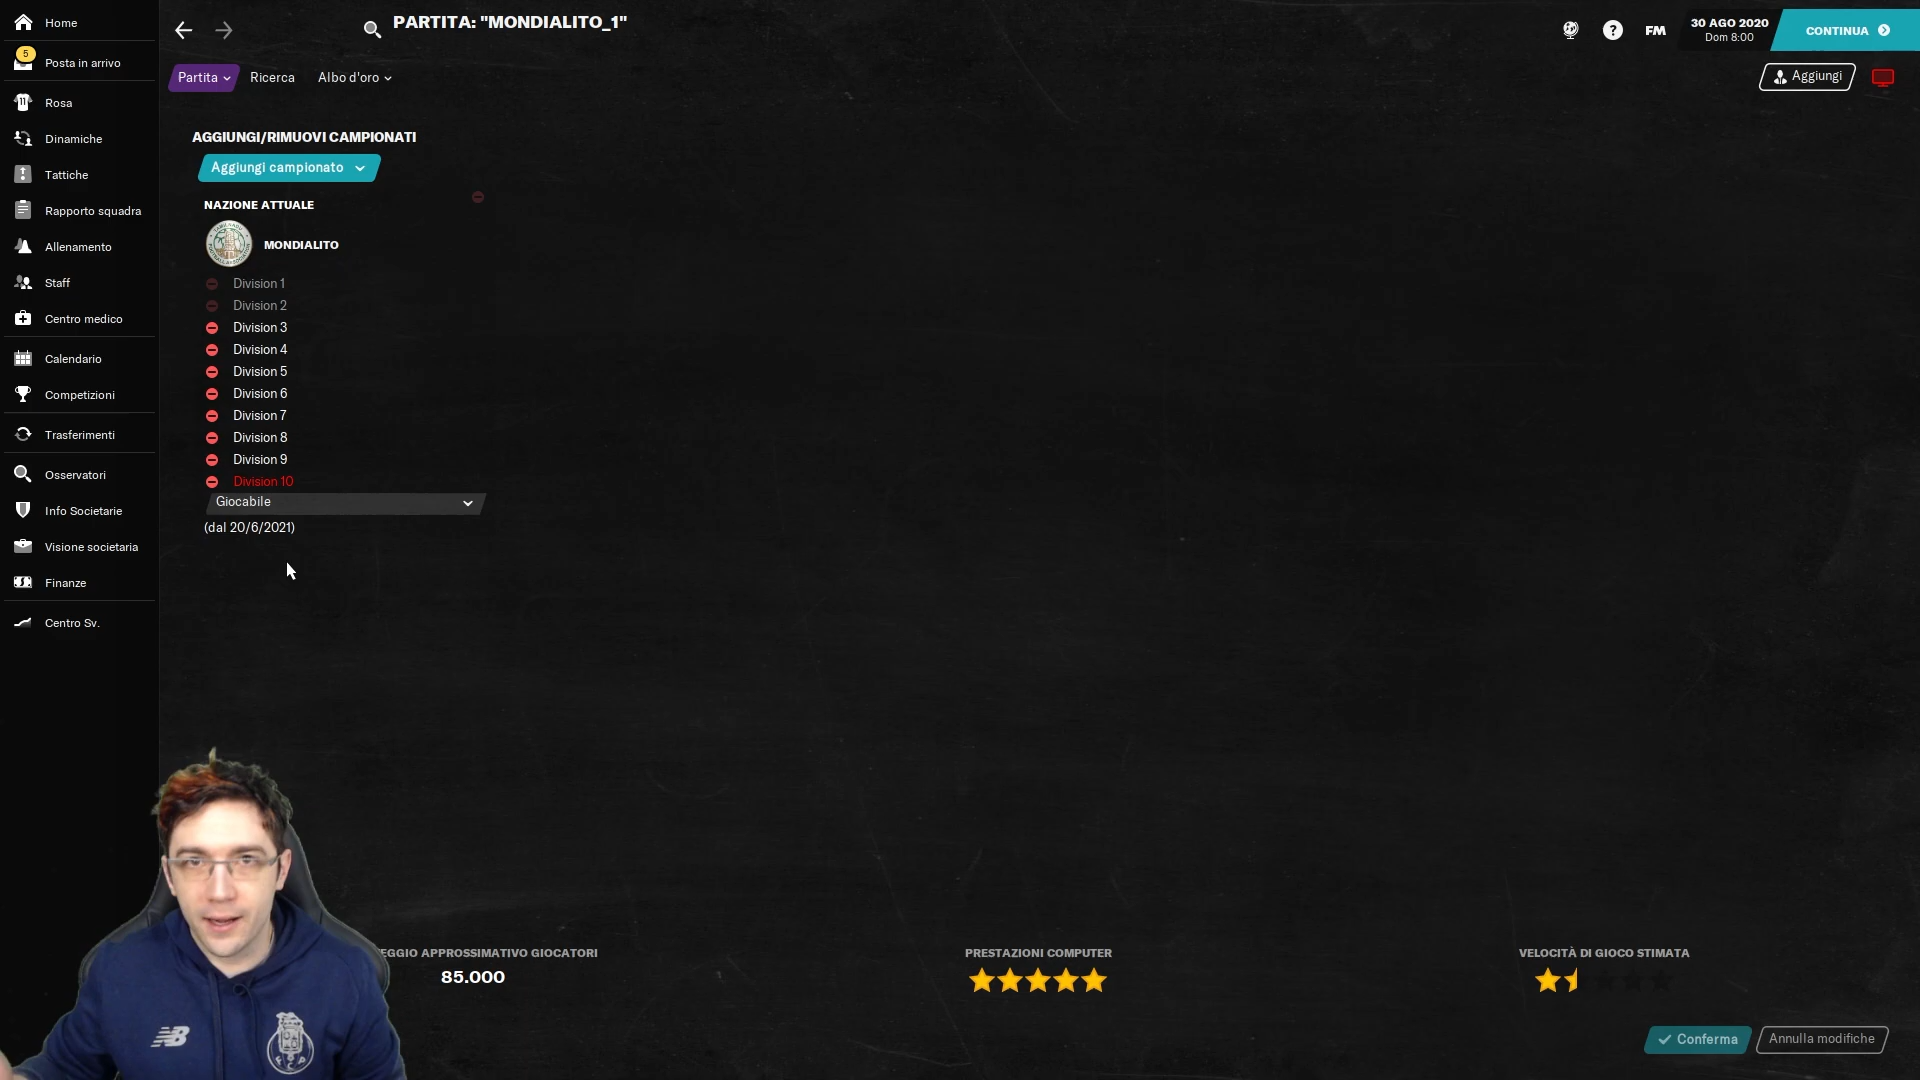 Home
5
Posta in arrivo
Rosa
Dinamiche
Tattiche
Rapporto squadra
Allenamento
Staff
Centro medico
Calendario
Competizioni
Trasferimenti
Osservatori
Info Societarie
Visione societaria
Finanze
Centro Sv.
PARTITA: "MONDIALITO_1"
FM
30 AGO 2020
Dom 8:00
CONTINUA
Partita
Ricerca
Albo d'oro
Aggiungi
AGGIUNGI/RIMUOVI CAMPIONATI
Aggiungi campionato
NAZIONE ATTUALE
MONDIALITO
Division 1
Division 2
Division 3
Division 4
Division 5
Division 6
Division 7
Division 8
Division 9
Division 10
Giocabile
(dal 20/6/2021)
EGGIO APPROSSIMATIVO GIOCATORI
85.000
PRESTAZIONI COMPUTER
VELOCITÀ DI GIOCO STIMATA
Conferma
Annulla modifiche